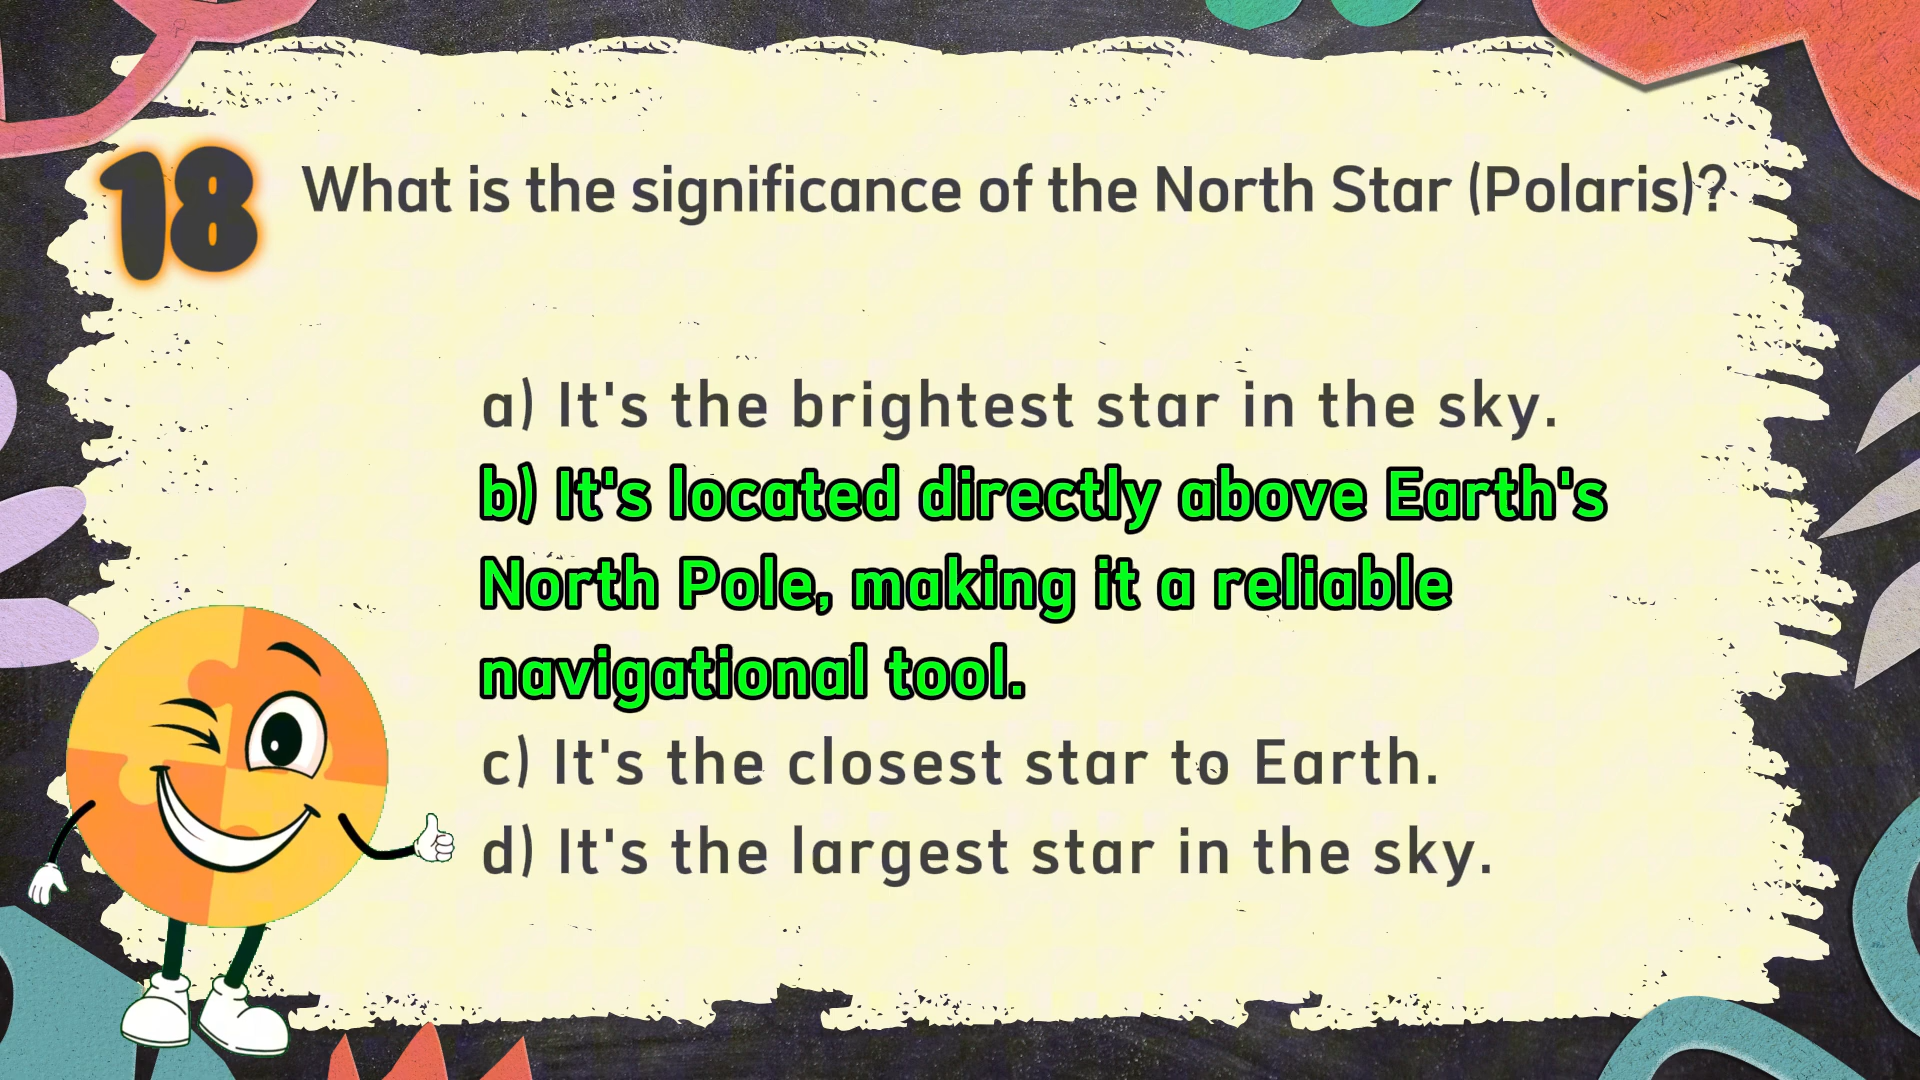 18 What is the significance of the North Star (Polaris)?
a) It's the brightest star in the sky.
b) It's located directly above Earth's
North Pole, making it a reliable
navigational tool.
c) It's the closest star to Earth.
d) It's the largest star in the sky.